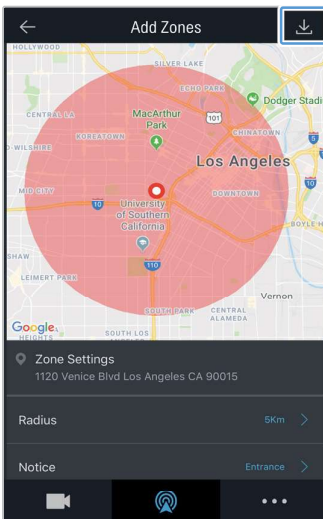 Add Zones
HOLLYWOOD
SILVER LAKE
ECHO PARK
Dodger Stadi
CENTRAL LA
MacArthur
Park
101
CHINATOWN
KOREATOWN
D-WILSHIRE
5
Los Angeles
10
MID CITY
10
University
of Southern
California
DOWNTOWN
BOYLE H
SHAW
110
LEIMERT PARK
Vernon
SOUTH PARK
CENTRAL
ALAMEDA
Google
HEIGHTS
SOUTH LOS
Zone Settings
1120 Venice Blvd Los Angeles CA 90015
Radius
5Km
Notice
Entrance